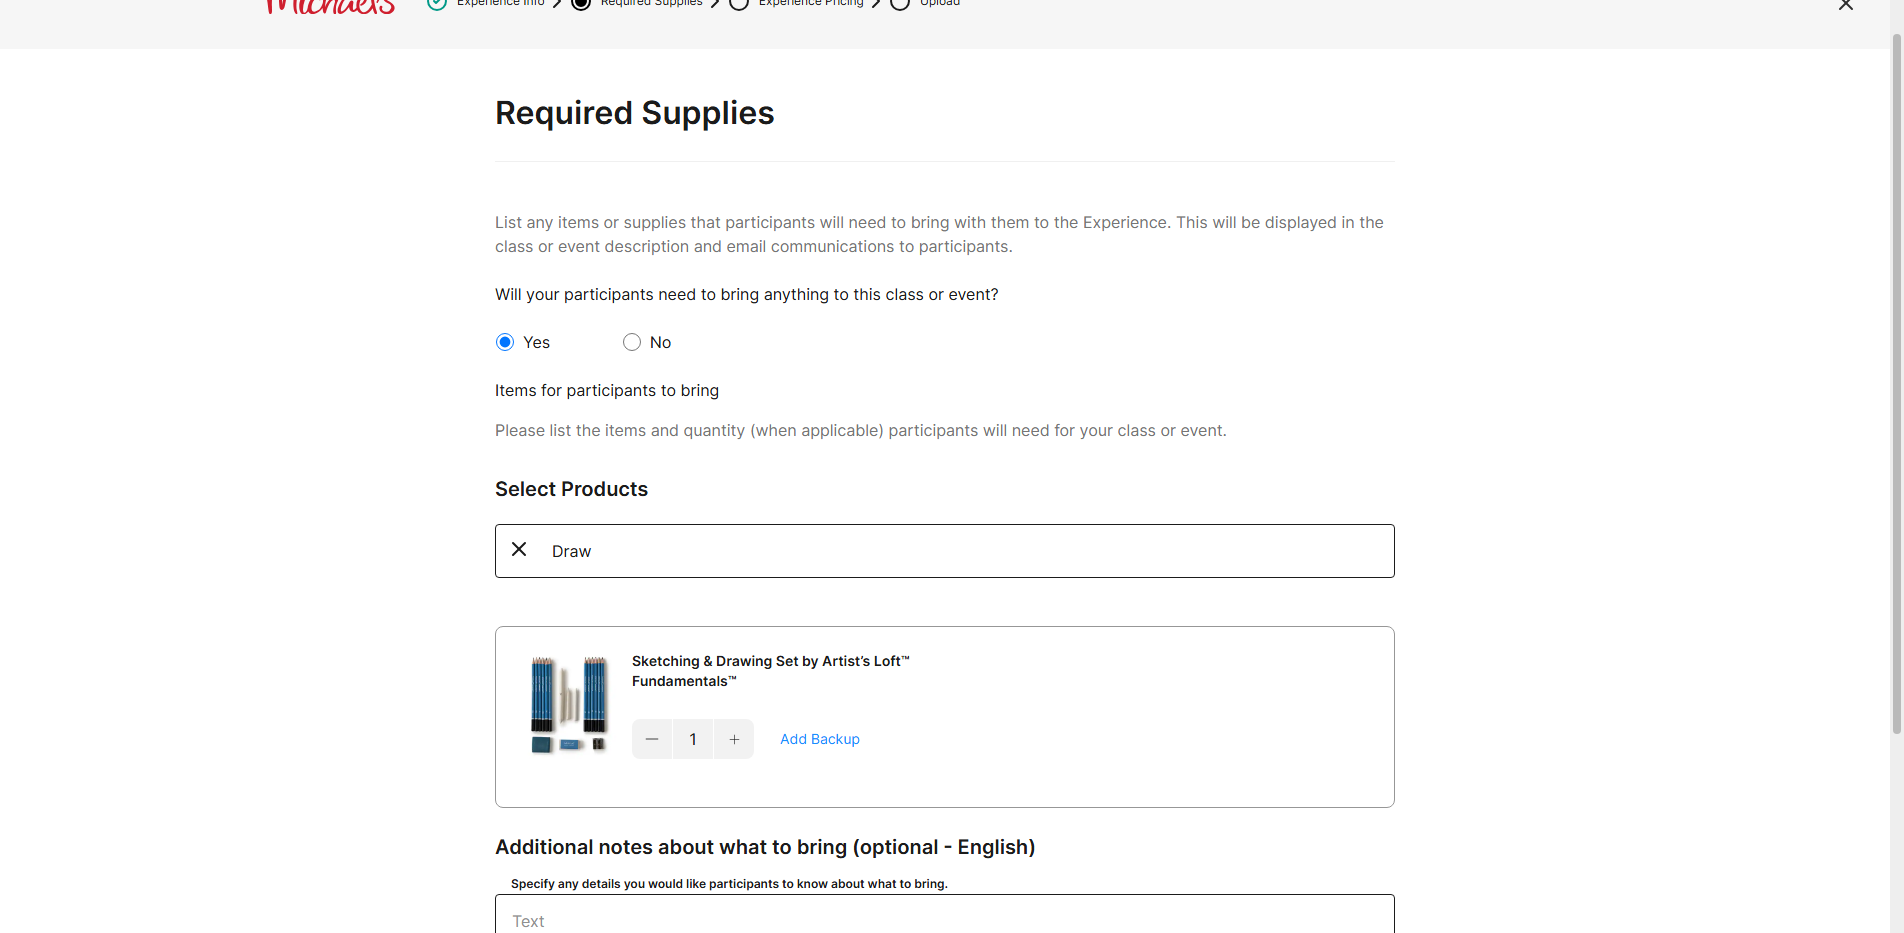 Michaels Experience Info Required Supplies Experience Pricing Upload
Required Supplies
List any items or supplies that participants will need to bring with them to the Experience. This will be displayed in the
class or event description and email communications to participants.
Will your participants need to bring anything to this class or event?
Yes No
Items for participants to bring
Please list the items and quantity (when applicable) participants will need for your class or event.
Select Products
Draw
Sketching & Drawing Set by Artist’s Loft™
Fundamentals™
1 Add Backup
Additional notes about what to bring (optional - English)
Specify any details you would like participants to know about what to bring.
Text